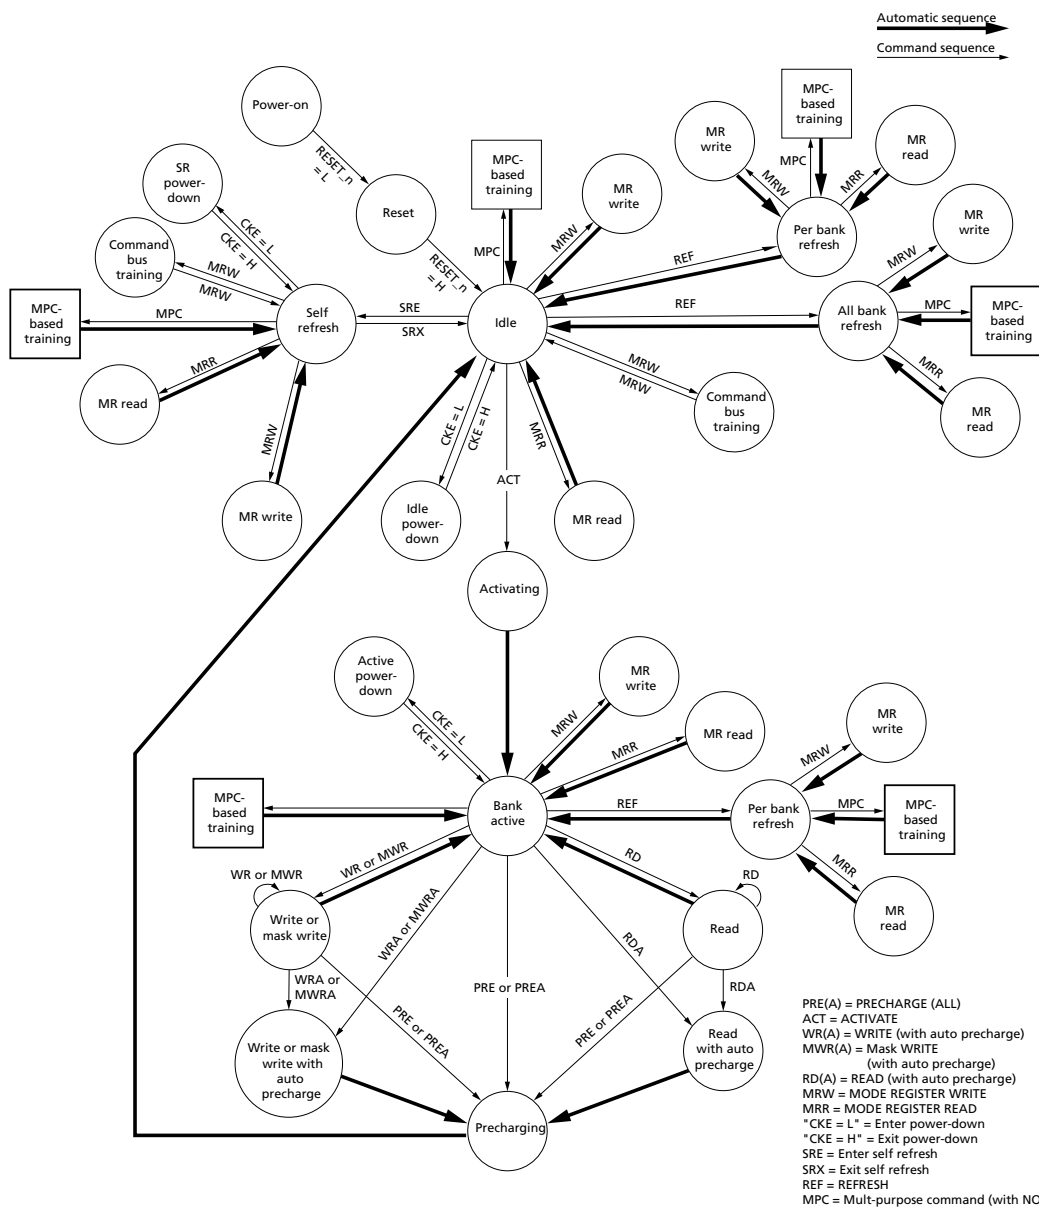 Automatic sequence
Command sequence
Power-on
RESET_n
= L
Reset
RESET_n
= H
SR
power-
down
CKE = L
CKE = H
Command
bus
training
MRW
MRW
MPC-
based
training
MPC
Self
refresh
MRR
MR read
MRW
MR write
SRE
SRX
Idle
MPC-
based
training
MPC
MR
write
MRW
MR
write
MRW
MPC-
based
training
MPC
MR
read
MRR
Per bank
refresh
REF
REF
All bank
refresh
MR
write
MRW
MPC
MPC-
based
training
MRR
MR
read
MRW
MRW
Command
bus
training
CKE = L
CKE = H
Idle
power-
down
ACT
MRR
MR read
Activating
Active
power-
down
CKE = L
CKE = H
MR
write
MRW
MR read
MRR
MPC-
based
training
Bank
active
REF
Per bank
refresh
MR
write
MRW
MPC
MPC-
based
training
MRR
MR
read
WR or MWR
WR or MWR
Write or
mask write
WRA or MWRA
WRA or
MWRA
RD
RD
Read
RDA
RDA
PRE or PREA
PRE or PREA
PRE or PREA
Write or mask
write with
auto
precharge
Read
with auto
precharge
Precharging
PRE(A) = PRECHARGE (ALL)
ACT = ACTIVATE
WR(A) = WRITE (with auto precharge)
MWR(A) = Mask WRITE
(with auto precharge)
RD(A) = READ (with auto precharge)
MRW = MODE REGISTER WRITE
MRR = MODE REGISTER READ
"CKE = L" = Enter power-down
"CKE = H" = Exit power-down
SRE = Enter self refresh
SRX = Exit self refresh
REF = REFRESH
MPC = Mult-purpose command (with NO